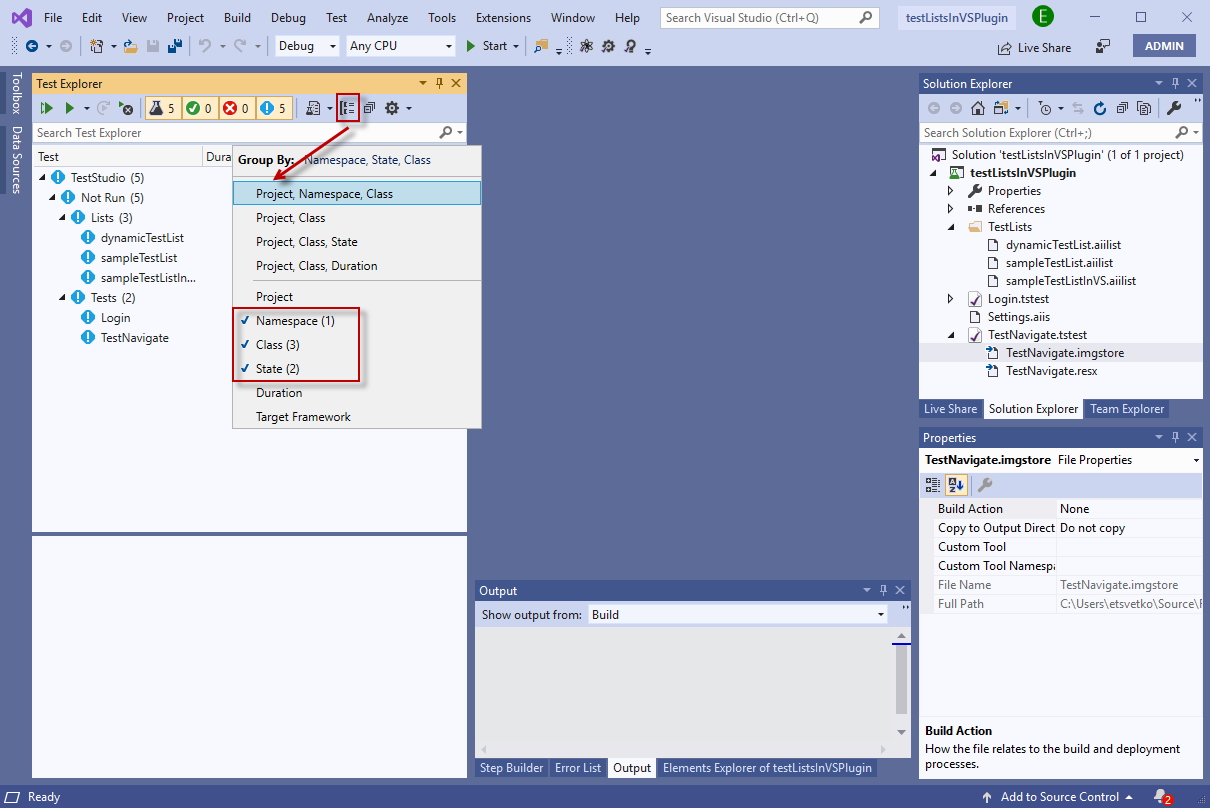 File Edit View Project Build Debug Test Analyze Tools Extensions Window Help Search Visual Studio (Ctrl+Q) testListsInVSPlugin E
Debug Any CPU Start Live Share ADMIN
Toolbox
Data Sources
Test Explorer
5 0 0 5
Search Test Explorer
Test Dura
TestStudio (5)
Not Run (5)
Lists (3)
dynamicTestList
sampleTestList
sampleTestListIn...
Tests (2)
Login
TestNavigate
Group By: Namespace, State, Class
Project, Namespace, Class
Project, Class
Project, Class, State
Project, Class, Duration
Project
Namespace (1)
Class (3)
State (2)
Duration
Target Framework
Output
Show output from: Build
Step Builder Error List Output Elements Explorer of testListsInVSPlugin
Solution Explorer
Search Solution Explorer (Ctrl+;)
Solution 'testListsInVSPlugin' (1 of 1 project)
testListsInVSPlugin
Properties
References
TestLists
dynamicTestList.aiilist
sampleTestList.aiilist
sampleTestListInVS.aiilist
Login.tstest
Settings.aiis
TestNavigate.tstest
TestNavigate.imgstore
TestNavigate.resx
Live Share Solution Explorer Team Explorer
Properties
TestNavigate.imgstore File Properties
Build Action None
Copy to Output Direct Do not copy
Custom Tool
Custom Tool Namespa
File Name TestNavigate.imgstore
Full Path C:\Users\etsvetko\Source\
Build Action
How the file relates to the build and deployment
processes.
Ready Add to Source Control 2